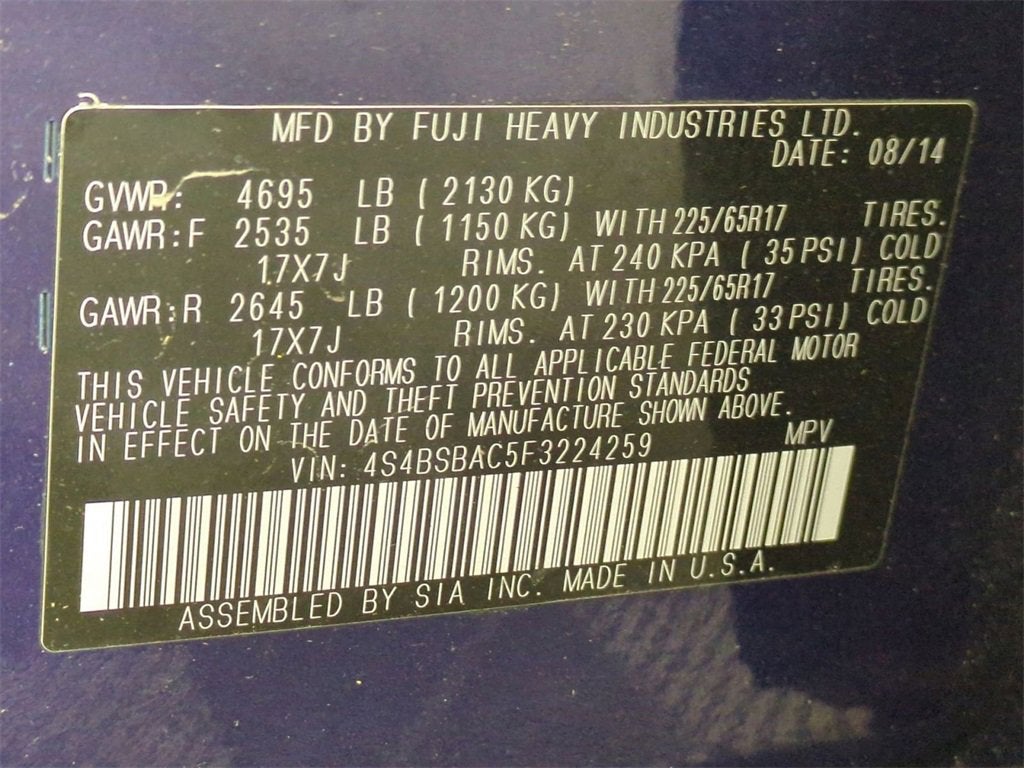 MFD BY FUJI HEAVY INDUSTRIES LTD.
DATE: 08/14
GVWR: 4695 LB ( 2130 KG)
GAWR:F 2535 LB ( 1150 KG) WITH 225/65R17 TIRES.
17X7J RIMS. AT 240 KPA ( 35 PSI) COLD
GAWR:R 2645 LB ( 1200 KG) WITH 225/65R17 TIRES.
17X7J RIMS. AT 230 KPA ( 33 PSI) COLD
THIS VEHICLE CONFORMS TO ALL APPLICABLE FEDERAL MOTOR
VEHICLE SAFETY AND THEFT PREVENTION STANDARDS
IN EFFECT ON THE DATE OF MANUFACTURE SHOWN ABOVE.
VIN: 4S4BSBAC5F3224259 MPV
ASSEMBLED BY SIA INC. MADE IN U.S.A.